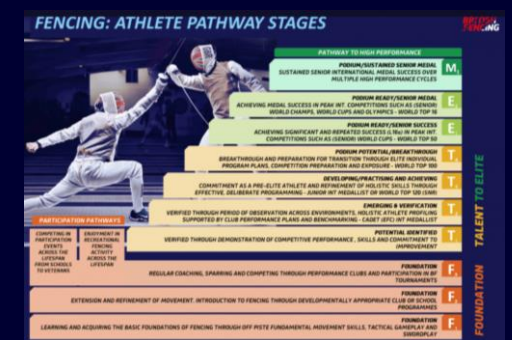 FENCING: ATHLETE PATHWAY STAGES
BRITISH
FENCING
PATHWAY TO HIGH PERFORMANCE
PODIUM/SUSTAINED SENIOR MEDAL
SUSTAINED SENIOR INTERNATIONAL MEDAL SUCCESS OVER
MULTIPLE HIGH PERFORMANCE CYCLES
M
PODIUM READY/SENIOR MEDAL
ACHIEVING MEDAL SUCCESS IN PEAK INT. COMPETITIONS SUCH AS (SENIOR)
WORLD CHAMPS, WORLD CUPS AND OLYMPICS - WORLD TOP 16
E
PODIUM READY/SENIOR SUCCESS
ACHIEVING SIGNIFICANT AND REPEATED SUCCESS IN PEAK INT.
COMPETITIONS SUCH AS (SENIOR) WORLD CUPS - WORLD TOP 50
E
PODIUM POTENTIAL/BREAKTHROUGH
BREAKTHROUGH AND PREPARATION FOR TRANSITION THROUGH ELITE INDIVIDUAL
PROGRAM PLANS, COMPETITION PREPARATION AND EXPOSURE - WORLD TOP 100
T
DEVELOPING/PRACTISING AND ACHIEVING
COMMITMENT AS A PRE-ELITE ATHLETE AND REFINEMENT OF HOLISTIC SKILLS THROUGH
EFFECTIVE, DELIBERATE PROGRAMMING - JUNIOR INT MEDALLIST OR WORLD TOP 120 (SNR)
T
EMERGING & VERIFICATION
VERIFIED THROUGH PERIOD OF OBSERVATION ACROSS ENVIRONMENTS, HOLISTIC ATHLETE PROFILING
SUPPORTED BY CLUB PERFORMANCE PLANS AND BENCHMARKING - CADET INT MEDALLIST
T
POTENTIAL IDENTIFIED
VERIFIED THROUGH DEMONSTRATION OF COMPETITIVE PERFORMANCE, SKILLS AND COMMITMENT TO
IMPROVEMENT
T
TALENT TO ELITE
PARTICIPATION PATHWAYS
COMPETING IN
PARTICIPATION
EVENTS
ACROSS THE
LIFESPAN
FROM SCHOOLS
TO VETERANS
ENJOYMENT IN
RECREATIONAL
FENCING
ACTIVITY
ACROSS THE
LIFESPAN
FOUNDATION
REGULAR COACHING, SPARRING AND COMPETING THROUGH PERFORMANCE CLUBS AND PARTICIPATION IN BF
TOURNAMENTS
F
FOUNDATION
EXTENSION AND REFINEMENT OF MOVEMENT. INTRODUCTION TO FENCING THROUGH DEVELOPMENTALLY APPROPRIATE CLUB OR SCHOOL
PROGRAMMES
F
FOUNDATION
LEARNING AND ACQUIRING THE BASIC FOUNDATIONS OF FENCING THROUGH OFF PISTE FUNDAMENTAL MOVEMENT SKILLS, TACTICAL GAMEPLAY AND
SWORDPLAY
F
FOUNDATION